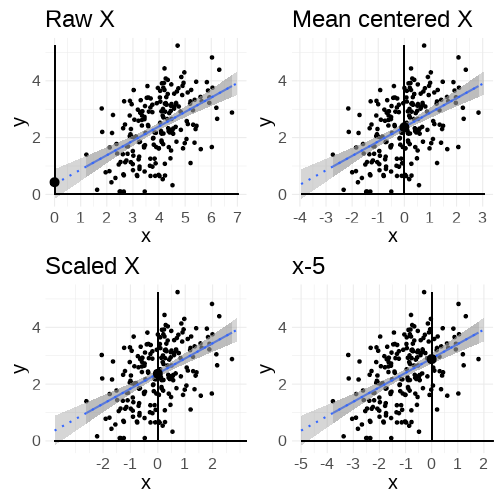 Raw X
Mean centered X
4
2
0
y
0 1 2 3 4 5 6 7
x
4
2
0
y
-4 -3 -2 -1 0 1 2 3
x
Scaled X
x-5
4
2
0
y
-2 -1 0 1 2
x
4
2
0
y
-5 -4 -3 -2 -1 0 1 2
x